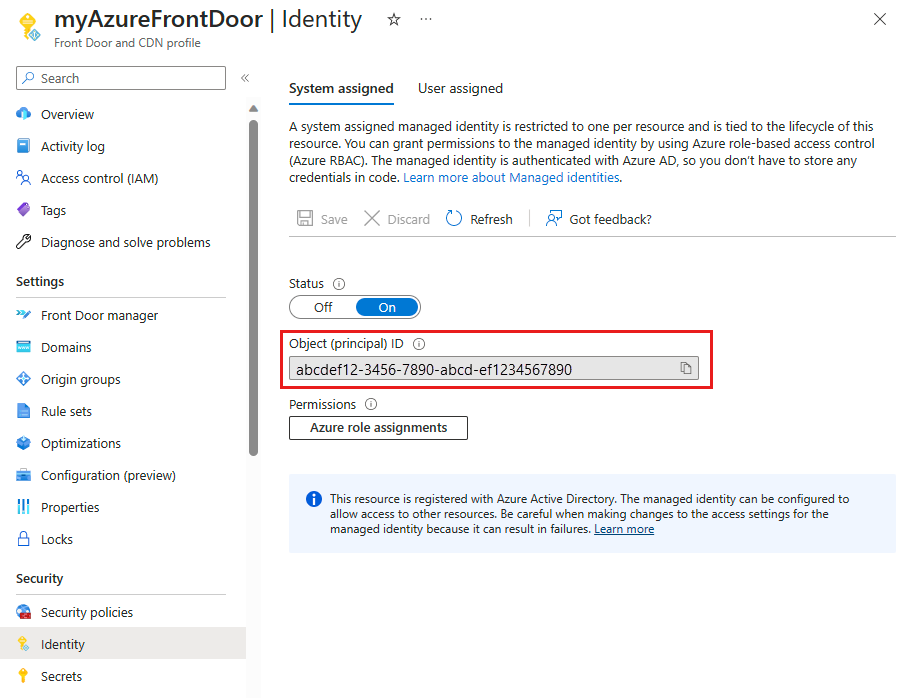 myAzureFrontDoor | Identity
Front Door and CDN profile
Search
Overview
Activity log
Access control (IAM)
Tags
Diagnose and solve problems
Settings
Front Door manager
Domains
Origin groups
Rule sets
Optimizations
Configuration (preview)
Properties
Locks
Security
Security policies
Identity
Secrets
System assigned User assigned
A system assigned managed identity is restricted to one per resource and is tied to the lifecycle of this
resource. You can grant permissions to the managed identity by using Azure role-based access control
(Azure RBAC). The managed identity is authenticated with Azure AD, so you don't have to store any
credentials in code. Learn more about Managed identities.
Save Discard Refresh Got feedback?
Status
Off On
Object (principal) ID
abcdef12-3456-7890-abcd-ef1234567890
Permissions
Azure role assignments
This resource is registered with Azure Active Directory. The managed identity can be configured to
allow access to other resources. Be careful when making changes to the access settings for the
managed identity because it can result in failures. Learn more